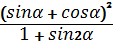 (sinα + cosα)²
1 + sin2α